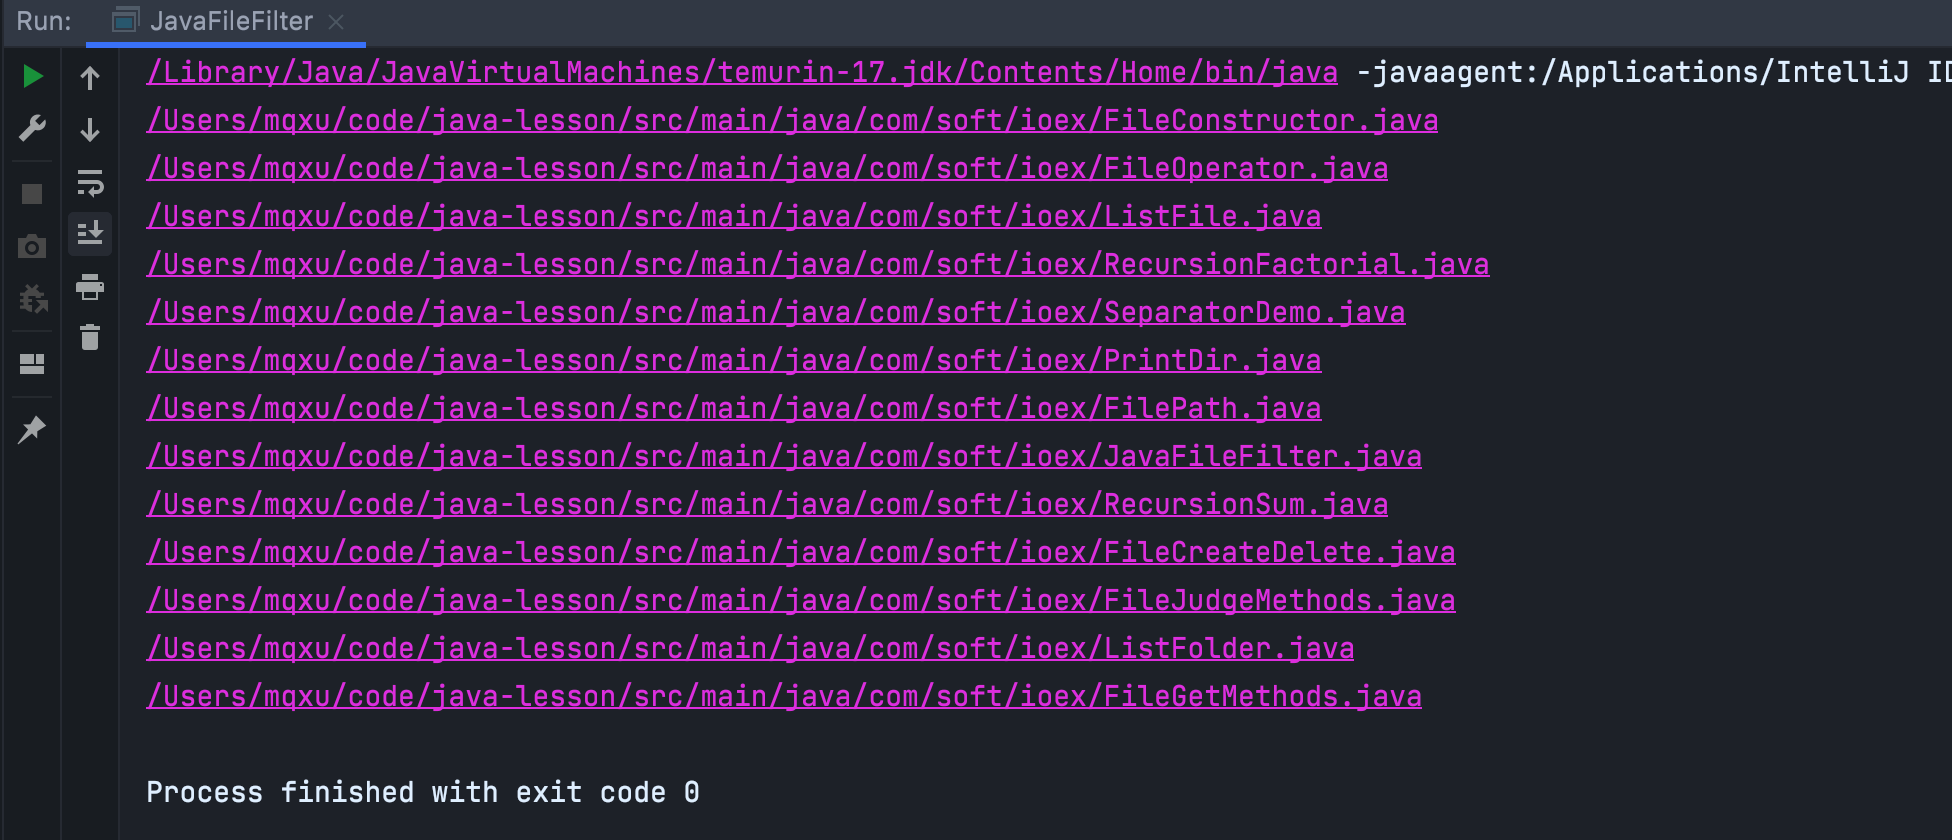 Run: JavaFileFilter
/Library/Java/JavaVirtualMachines/temurin-17.jdk/Contents/Home/bin/java -javaagent:/Applications/IntelliJ ID
/Users/mqxu/code/java-lesson/src/main/java/com/soft/ioex/FileConstructor.java
/Users/mqxu/code/java-lesson/src/main/java/com/soft/ioex/FileOperator.java
/Users/mqxu/code/java-lesson/src/main/java/com/soft/ioex/ListFile.java
/Users/mqxu/code/java-lesson/src/main/java/com/soft/ioex/RecursionFactorial.java
/Users/mqxu/code/java-lesson/src/main/java/com/soft/ioex/SeparatorDemo.java
/Users/mqxu/code/java-lesson/src/main/java/com/soft/ioex/PrintDir.java
/Users/mqxu/code/java-lesson/src/main/java/com/soft/ioex/FilePath.java
/Users/mqxu/code/java-lesson/src/main/java/com/soft/ioex/JavaFileFilter.java
/Users/mqxu/code/java-lesson/src/main/java/com/soft/ioex/RecursionSum.java
/Users/mqxu/code/java-lesson/src/main/java/com/soft/ioex/FileCreateDelete.java
/Users/mqxu/code/java-lesson/src/main/java/com/soft/ioex/FileJudgeMethods.java
/Users/mqxu/code/java-lesson/src/main/java/com/soft/ioex/ListFolder.java
/Users/mqxu/code/java-lesson/src/main/java/com/soft/ioex/FileGetMethods.java
Process finished with exit code 0